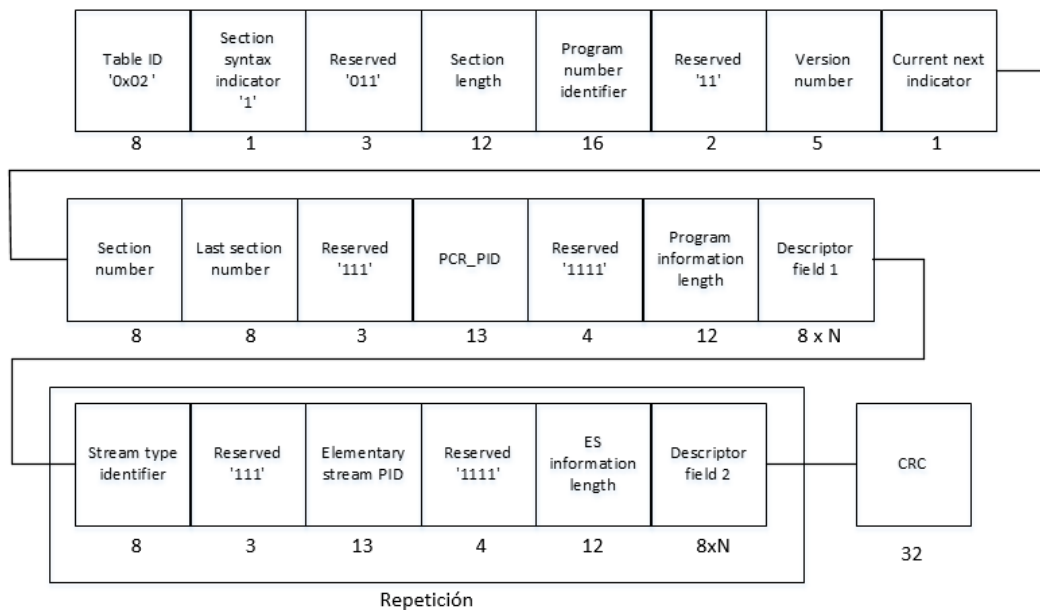 Table ID
'0x02'
Section
syntax
indicator
'1'
Reserved
'011'
Section
length
Program
number
identifier
Reserved
'11'
Version
number
Current next
indicator
8
1
3
12
16
2
5
1
Section
number
Last section
number
Reserved
'111'
PCR_PID
Reserved
'1111'
Program
information
length
Descriptor
field 1
8
8
3
13
4
12
8 x N
Stream type
identifier
Reserved
'111'
Elementary
stream PID
Reserved
'1111'
ES
information
length
Descriptor
field 2
CRC
8
3
13
4
12
8xN
32
Repetición